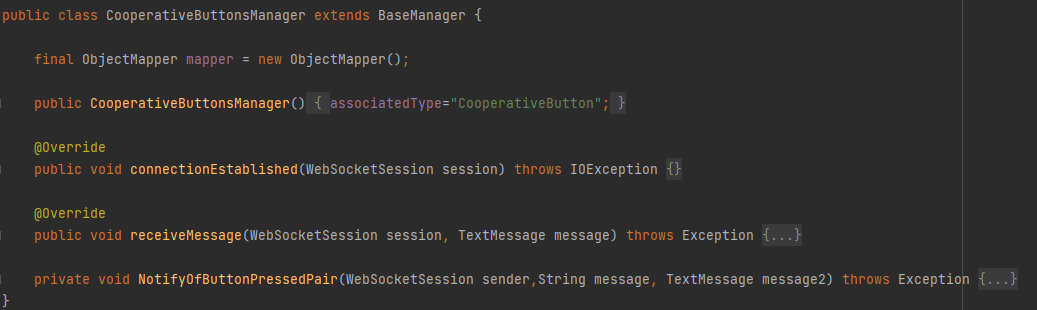 public class CooperativeButtonsManager extends BaseManager {
final ObjectMapper mapper = new ObjectMapper();
public CooperativeButtonsManager() { associatedType="CooperativeButton"; }
@Override
public void connectionEstablished(WebSocketSession session) throws IOException {}
@Override
public void receiveMessage(WebSocketSession session, TextMessage message) throws Exception {...}
private void NotifyOfButtonPressedPair(WebSocketSession sender,String message, TextMessage message2) throws Exception {...}
}